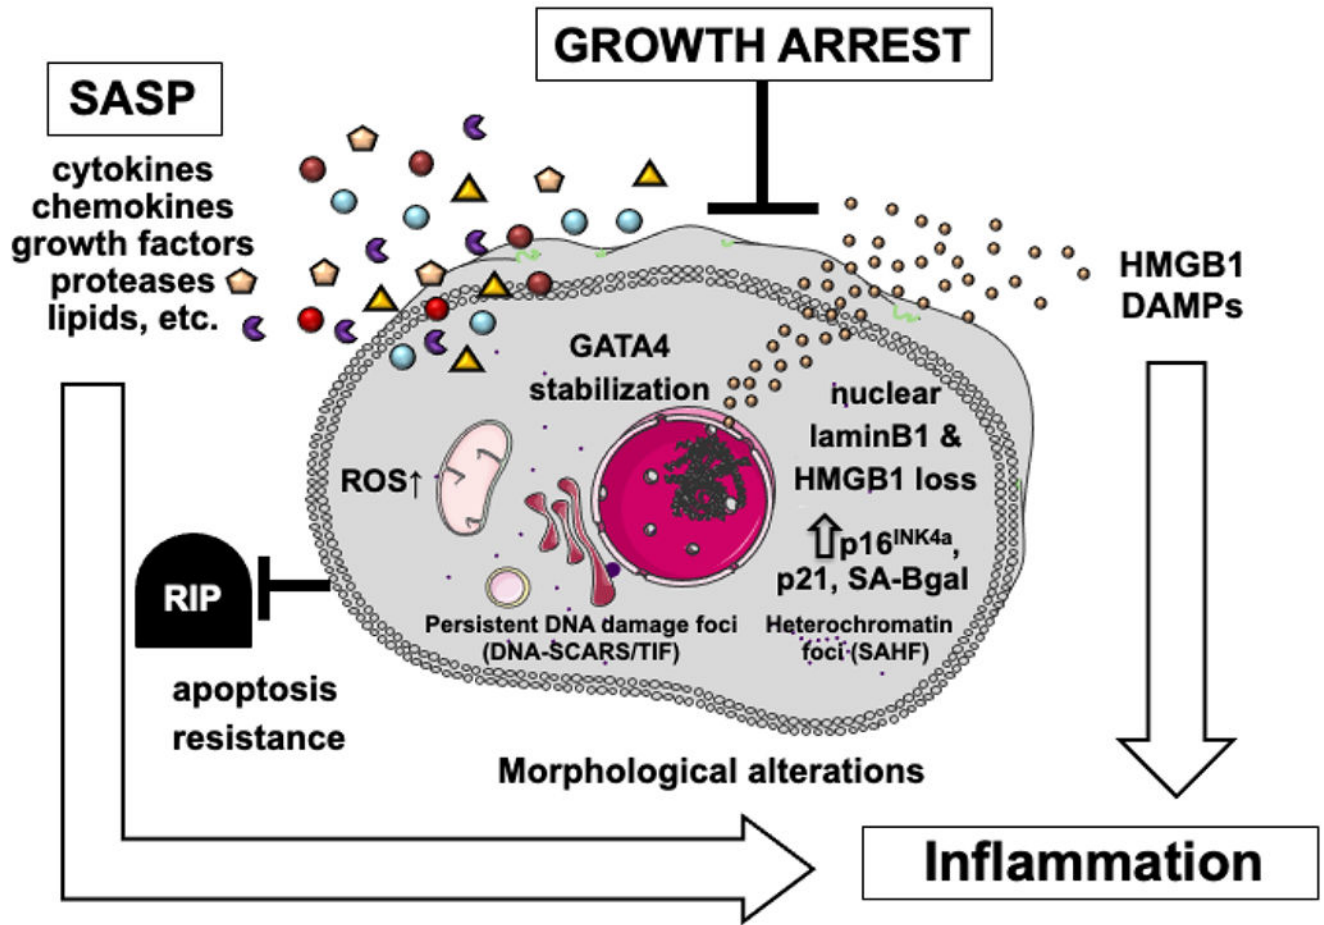 GROWTH ARREST
SASP
cytokines
chemokines
growth factors
proteases
lipids, etc.
HMGB1
DAMPs
GATA4
stabilization
nuclear
laminB1 &
HMGB1 loss
ROS↑
p16INK4a,
p21, SA-Bgal
RIP
Persistent DNA damage foci
(DNA-SCARS/TIF)
Heterochromatin
foci (SAHF)
apoptosis
resistance
Morphological alterations
Inflammation